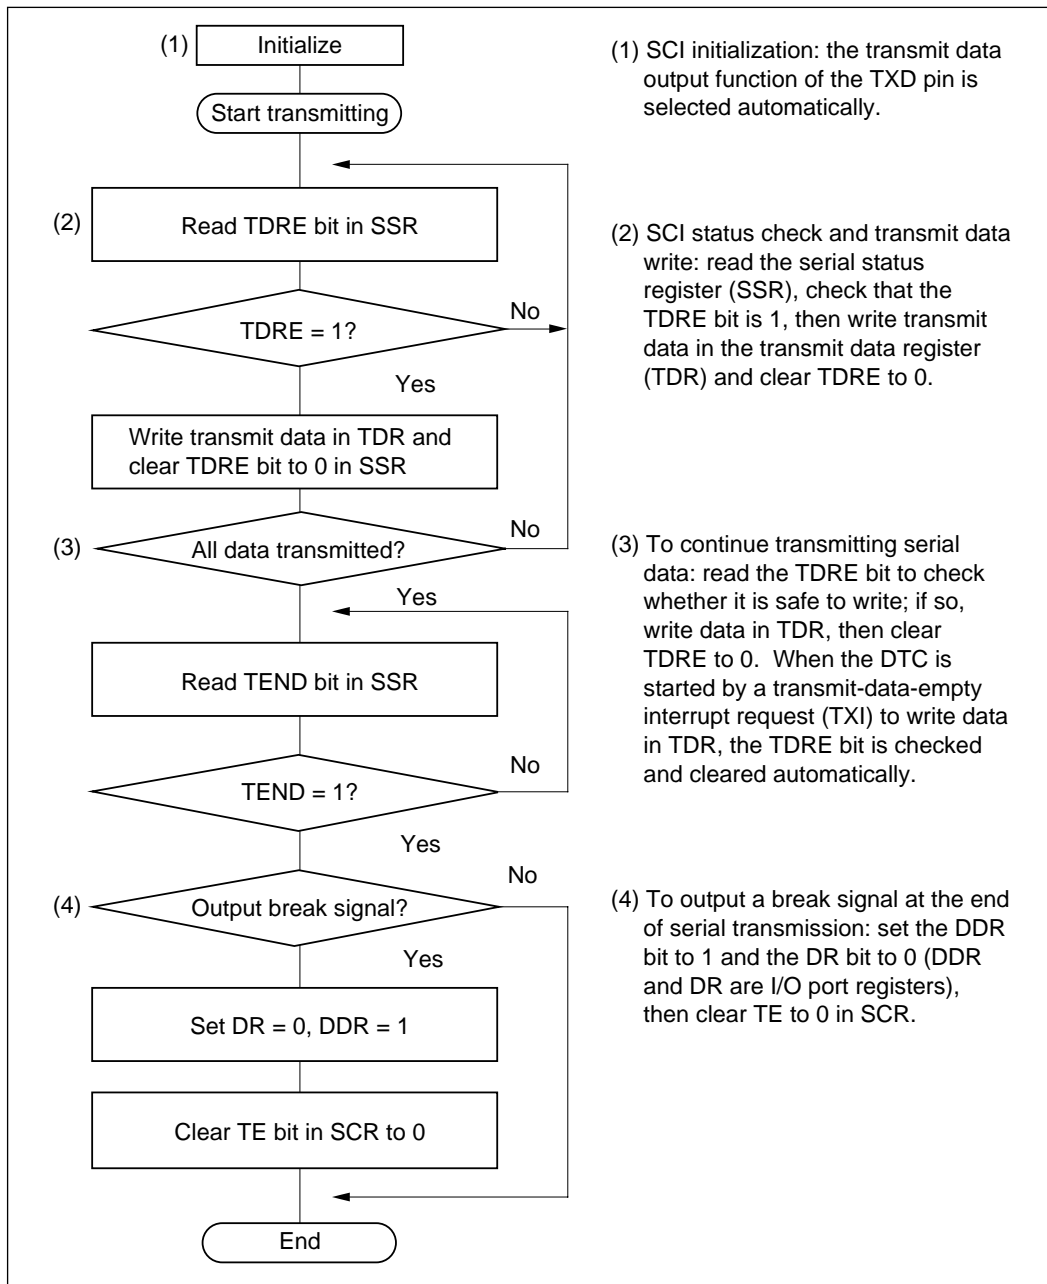 (1) Initialize
Start transmitting
(2) Read TDRE bit in SSR
TDRE = 1?
No
Yes
Write transmit data in TDR and
clear TDRE bit to 0 in SSR
(3) All data transmitted?
No
Yes
Read TEND bit in SSR
TEND = 1?
No
Yes
(4) Output break signal?
No
Yes
Set DR = 0, DDR = 1
Clear TE bit in SCR to 0
End
(1) SCI initialization: the transmit data
output function of the TXD pin is
selected automatically.
(2) SCI status check and transmit data
write: read the serial status
register (SSR), check that the
TDRE bit is 1, then write transmit
data in the transmit data register
(TDR) and clear TDRE to 0.
(3) To continue transmitting serial
data: read the TDRE bit to check
whether it is safe to write; if so,
write data in TDR, then clear
TDRE to 0.  When the DTC is
started by a transmit-data-empty
interrupt request (TXI) to write data
in TDR, the TDRE bit is checked
and cleared automatically.
(4) To output a break signal at the end
of serial transmission: set the DDR
bit to 1 and the DR bit to 0 (DDR
and DR are I/O port registers),
then clear TE to 0 in SCR.